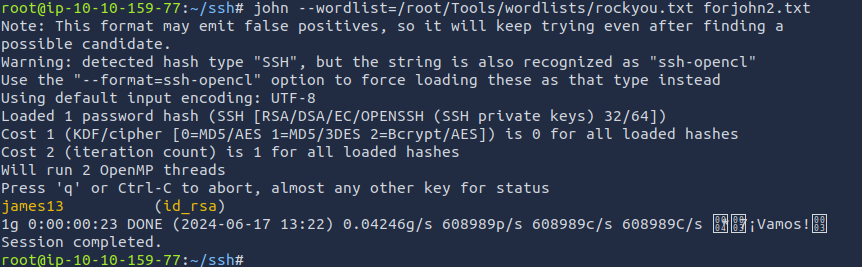 root@ip-10-10-159-77:~/ssh# john --wordlist=/root/Tools/wordlists/rockyou.txt forjohn2.txt
Note: This format may emit false positives, so it will keep trying even after finding a
possible candidate.
Warning: detected hash type "SSH", but the string is also recognized as "ssh-opencl"
Use the "--format=ssh-opencl" option to force loading these as that type instead
Using default input encoding: UTF-8
Loaded 1 password hash (SSH [RSA/DSA/EC/OPENSSH (SSH private keys) 32/64])
Cost 1 (KDF/cipher [0=MD5/AES 1=MD5/3DES 2=Bcrypt/AES]) is 0 for all loaded hashes
Cost 2 (iteration count) is 1 for all loaded hashes
Will run 2 OpenMP threads
Press 'q' or Ctrl-C to abort, almost any other key for status
james13          (id_rsa)
1g 0:00:00:23 DONE (2024-06-17 13:22) 0.04246g/s 608989p/s 608989c/s 608989C/s ¡Vamos!
Session completed.
root@ip-10-10-159-77:~/ssh#